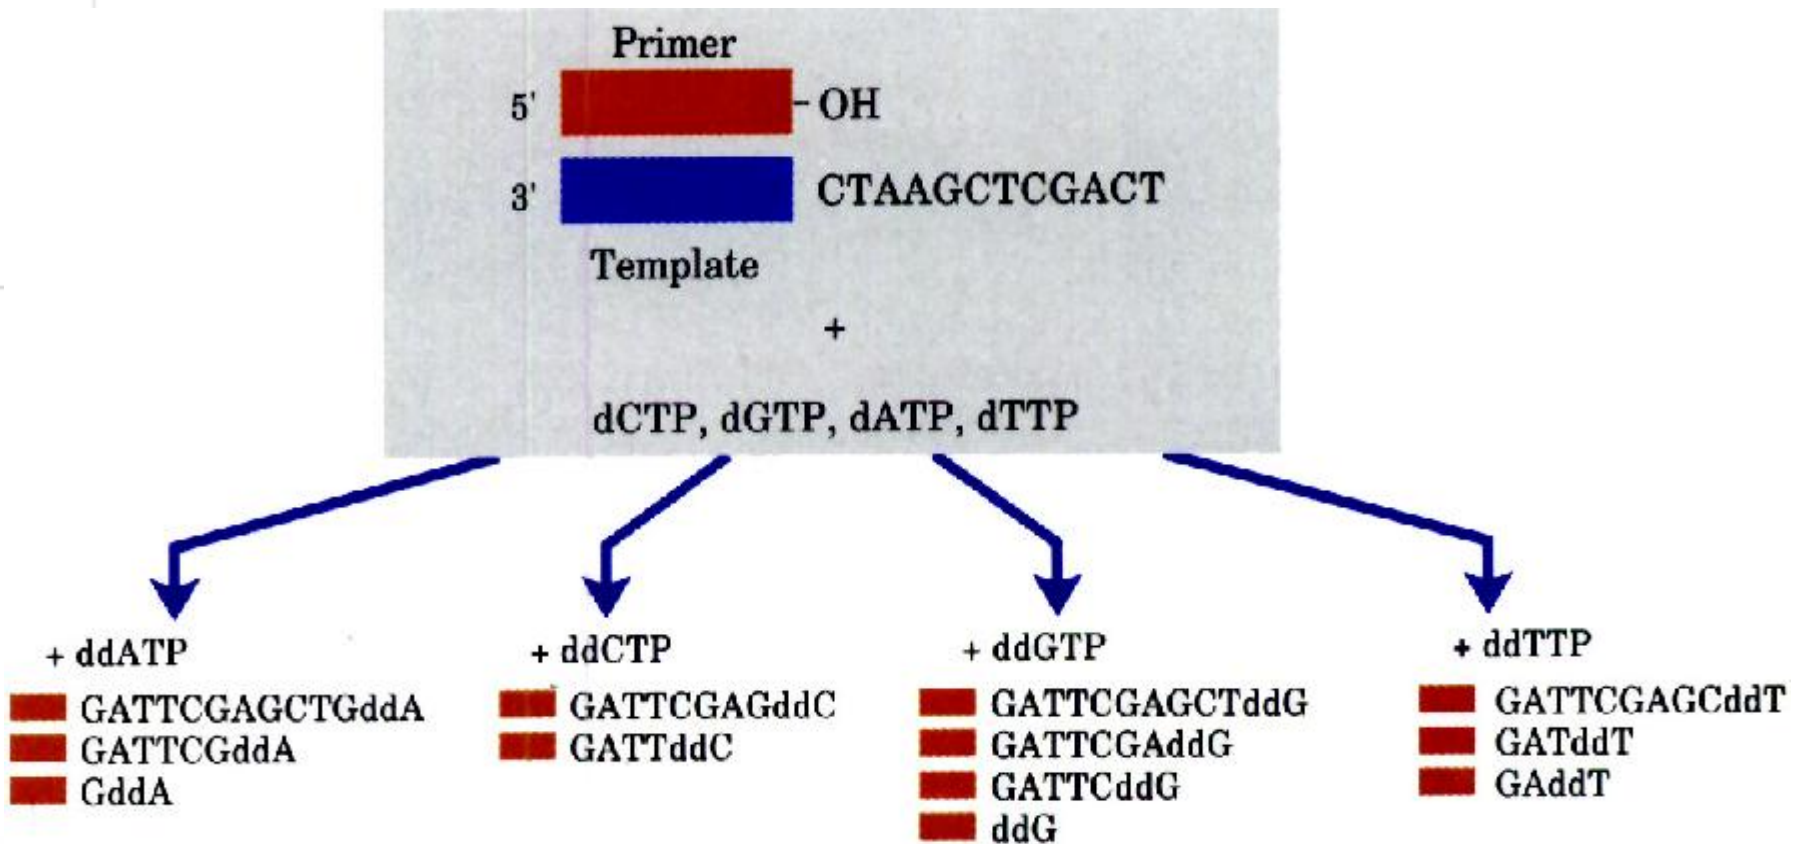 Primer
5' - OH
3' CTAAGCTCGACT
Template
+
dCTP, dGTP, dATP, dTTP
+ ddATP
GATTCGAGCTGddA
GATTCGddA
GddA
+ ddCTP
GATTCGAGddC
GATTddC
+ ddGTP
GATTCGAGCTddG
GATTCGAddG
GATTCddG
ddG
+ ddTTP
GATTCGAGCddT
GATddT
GAddT